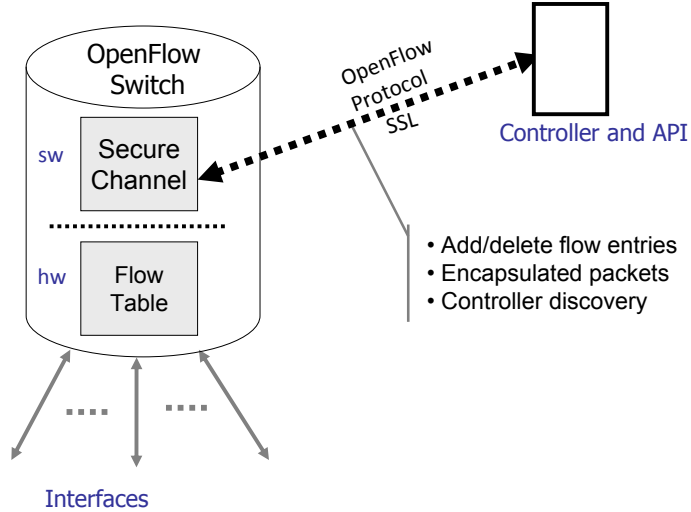 OpenFlow
Switch
sw
Secure
Channel
hw
Flow
Table
Interfaces
OpenFlow
Protocol
SSL
Controller and API
• Add/delete flow entries
• Encapsulated packets
• Controller discovery